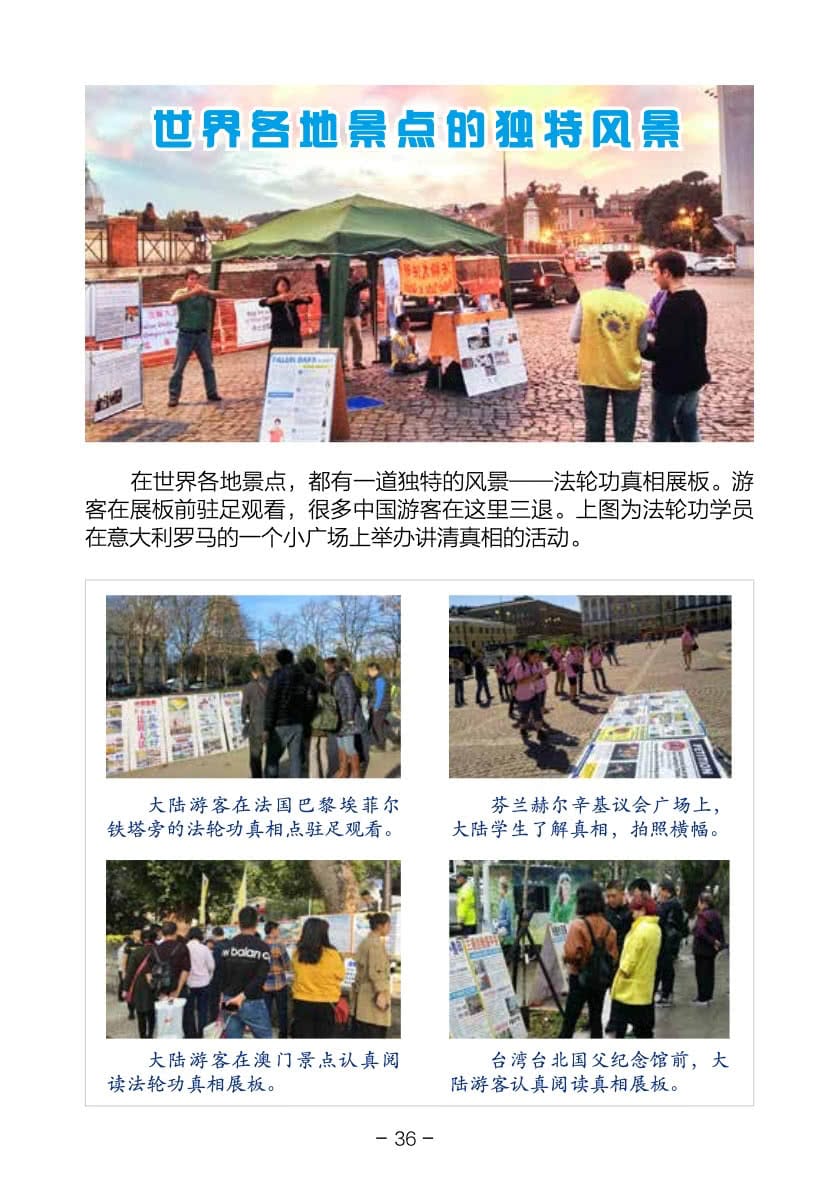 世界各地景点的独特风景
FALUN DAFA
在世界各地景点，都有一道独特的风景——法轮功真相展板。游
客在展板前驻足观看，很多中国游客在这里三退。上图为法轮功学员
在意大利罗马的一个小广场上举办讲清真相的活动。
法轮大法
PETITION
大陆游客在法国巴黎埃菲尔
铁塔旁的法轮功真相点驻足观看。
芬兰赫尔辛基议会广场上，
大陆学生了解真相，拍照横幅。
balance
大陆游客在澳门景点认真阅
读法轮功真相展板。
台湾台北国父纪念馆前，大
陆游客认真阅读真相展板。
- 36 -